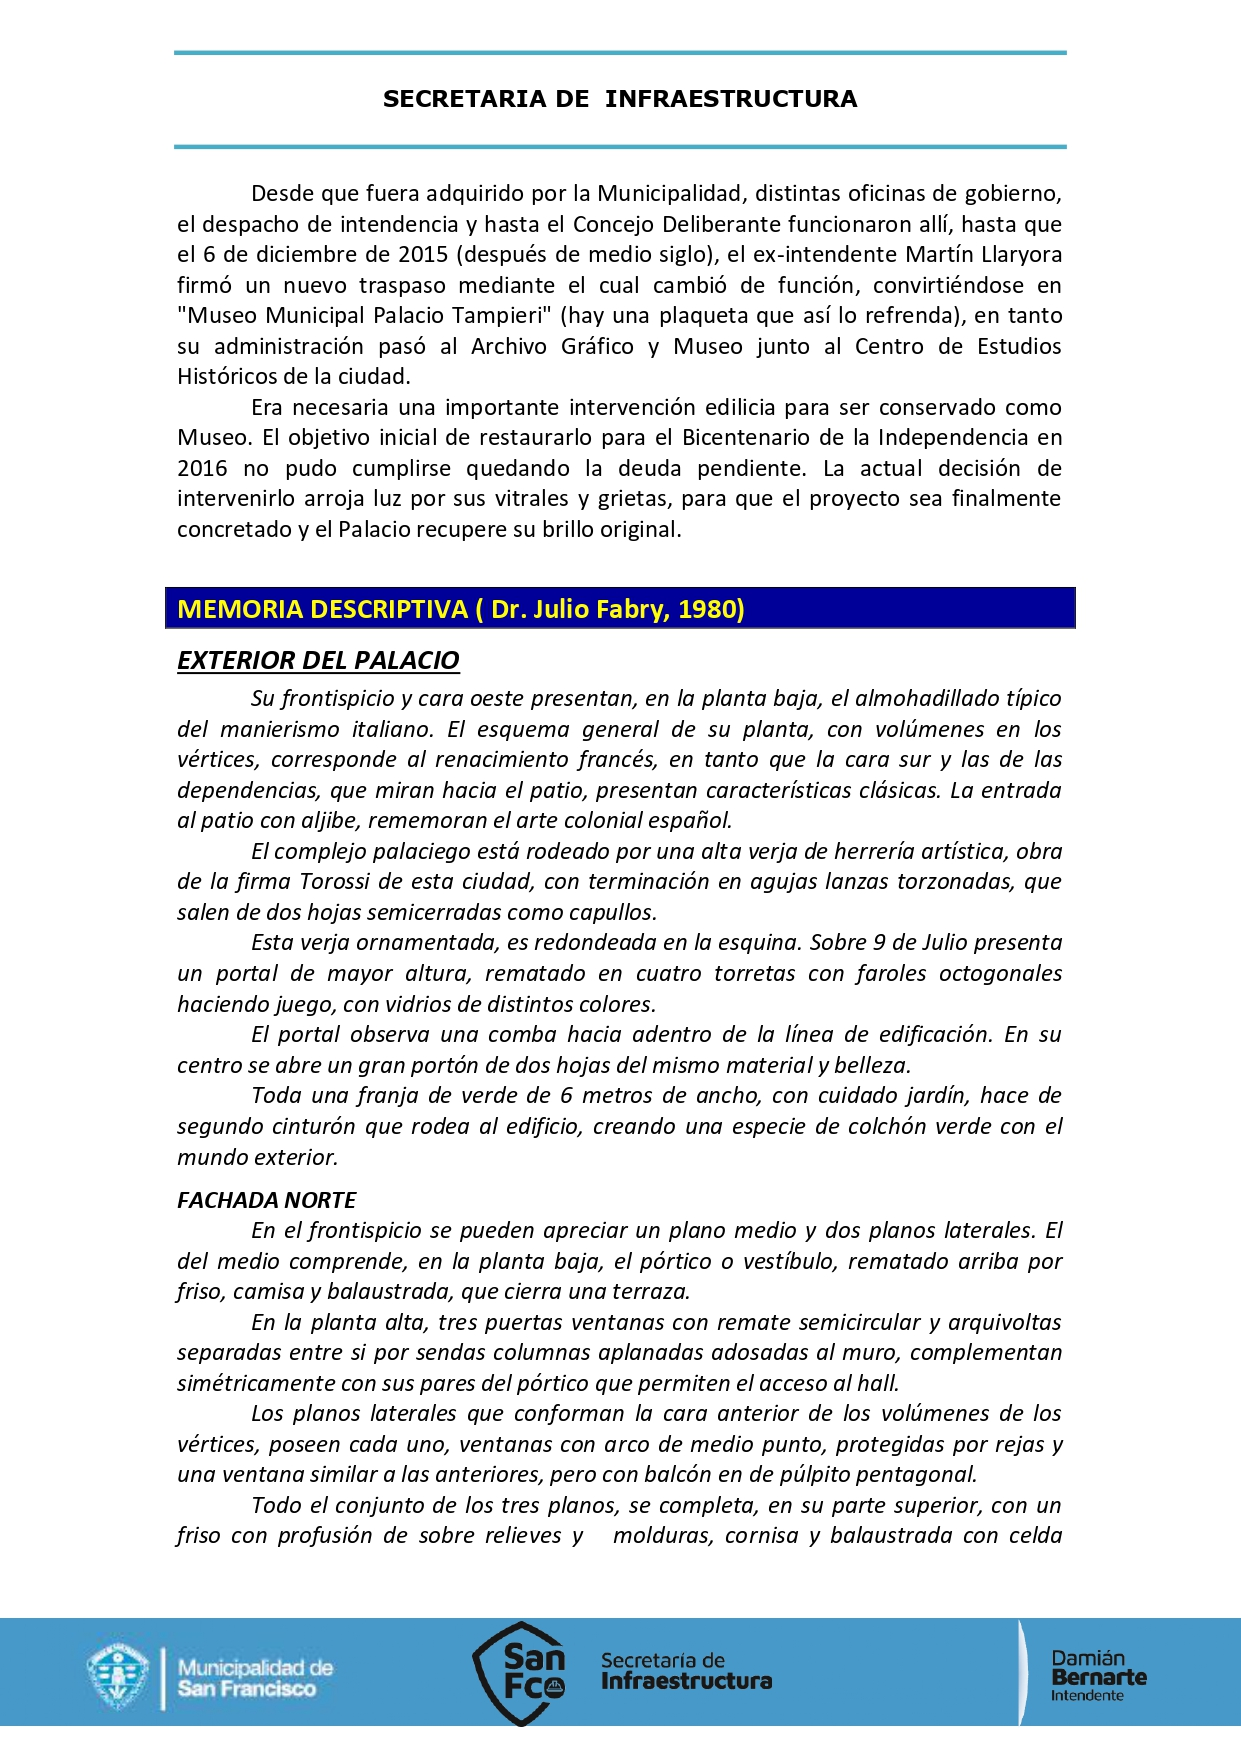 SECRETARIA DE INFRAESTRUCTURA
Desde que fuera adquirido por la Municipalidad, distintas oficinas de gobierno,
el despacho de intendencia y hasta el Concejo Deliberante funcionaron allí, hasta que
el 6 de diciembre de 2015 (después de medio siglo), el ex-intendente Martín Llaryora
firmó un nuevo traspaso mediante el cual cambió de función, convirtiéndose en
"Museo Municipal Palacio Tampieri" (hay una plaqueta que así lo refrenda), en tanto
su administración pasó al Archivo Gráfico y Museo junto al Centro de Estudios
Históricos de la ciudad.
Era necesaria una importante intervención edilicia para ser conservado como
Museo. El objetivo inicial de restaurarlo para el Bicentenario de la Independencia en
2016 no pudo cumplirse quedando la deuda pendiente. La actual decisión de
intervenirlo arroja luz por sus vitrales y grietas, para que el proyecto sea finalmente
concretado y el Palacio recupere su brillo original.
MEMORIA DESCRIPTIVA ( Dr. Julio Fabry, 1980)
EXTERIOR DEL PALACIO
Su frontispicio y cara oeste presentan, en la planta baja, el almohadillado típico
del manierismo italiano. El esquema general de su planta, con volúmenes en los
vértices, corresponde al renacimiento francés, en tanto que la cara sur y las de las
dependencias, que miran hacia el patio, presentan características clásicas. La entrada
al patio con aljibe, rememoran el arte colonial español.
El complejo palaciego está rodeado por una alta verja de herrería artística, obra
de la firma Torossi de esta ciudad, con terminación en agujas lanzas torzonadas, que
salen de dos hojas semicerradas como capullos.
Esta verja ornamentada, es redondeada en la esquina. Sobre 9 de Julio presenta
un portal de mayor altura, rematado en cuatro torretas con faroles octogonales
haciendo juego, con vidrios de distintos colores.
El portal observa una comba hacia adentro de la línea de edificación. En su
centro se abre un gran portón de dos hojas del mismo material y belleza.
Toda una franja de verde de 6 metros de ancho, con cuidado jardín, hace de
segundo cinturón que rodea al edificio, creando una especie de colchón verde con el
mundo exterior.
FACHADA NORTE
En el frontispicio se pueden apreciar un plano medio y dos planos laterales. El
del medio comprende, en la planta baja, el pórtico o vestíbulo, rematado arriba por
friso, camisa y balaustrada, que cierra una terraza.
En la planta alta, tres puertas ventanas con remate semicircular y arquivoltas
separadas entre si por sendas columnas aplanadas adosadas al muro, complementan
simétricamente con sus pares del pórtico que permiten el acceso al hall.
Los planos laterales que conforman la cara anterior de los volúmenes de los
vértices, poseen cada uno, ventanas con arco de medio punto, protegidas por rejas y
una ventana similar a las anteriores, pero con balcón en de púlpito pentagonal.
Todo el conjunto de los tres planos, se completa, en su parte superior, con un
friso con profusión de sobre relieves y molduras, cornisa y balaustrada con celda
Municipalidad de
San Francisco
San
Fco
Secretaría de
Infraestructura
Damián
Bernarte
Intendente